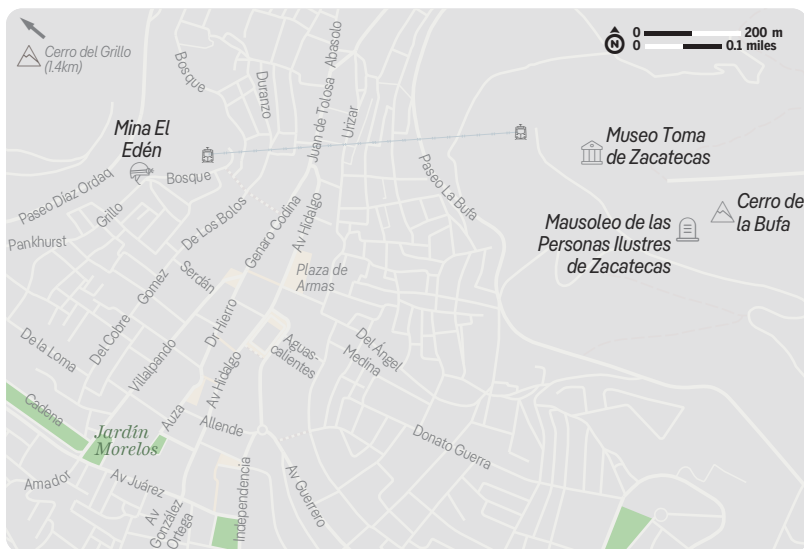 Cerro del Grillo
(1.4km)
N
0
200 m
0
0.1 miles
Bosque
Duranzo
Juan de Tolosa
Abasolo
Urizar
Mina El
Edén
Museo Toma
de Zacatecas
Paseo La Bufa
Paseo Díaz Ordaq
Bosque
Grillo
Pankhurst
De Los Bolos
Genaro Codina
Av Hidalgo
Cerro de
la Bufa
Mausoleo de las
Personas Ilustres
de Zacatecas
Plaza de
Armas
Serdán
Gomez
Dr Hierro
De la Loma
Del Cobre
Villalpando
Aguas-
calientes
Del Ángel
Medina
Av Hidalgo
Cadena
Jardín
Morelos
Auza
Allende
Donato Guerra
Amador
Av Juárez
Av
González
Ortega
Independencia
Av Guerrero